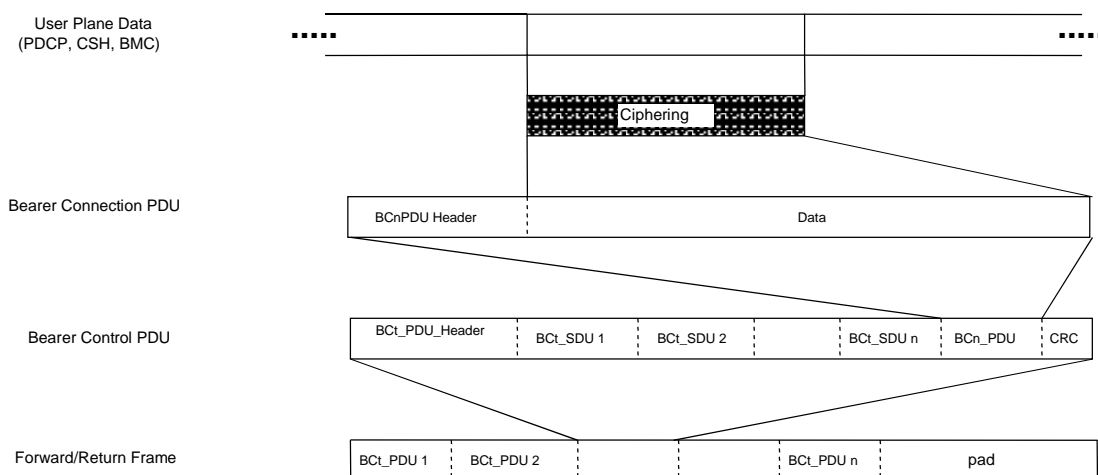 User Plane Data
(PDCP, CSH, BMC)
Ciphering
Bearer Connection PDU
BCnPDU Header
Data
Bearer Control PDU
BCt_PDU_Header
BCt_SDU 1
BCt_SDU 2
BCt_SDU n
BCn_PDU
CRC
Forward/Return Frame
BCt_PDU 1
BCt_PDU 2
BCt_PDU n
pad